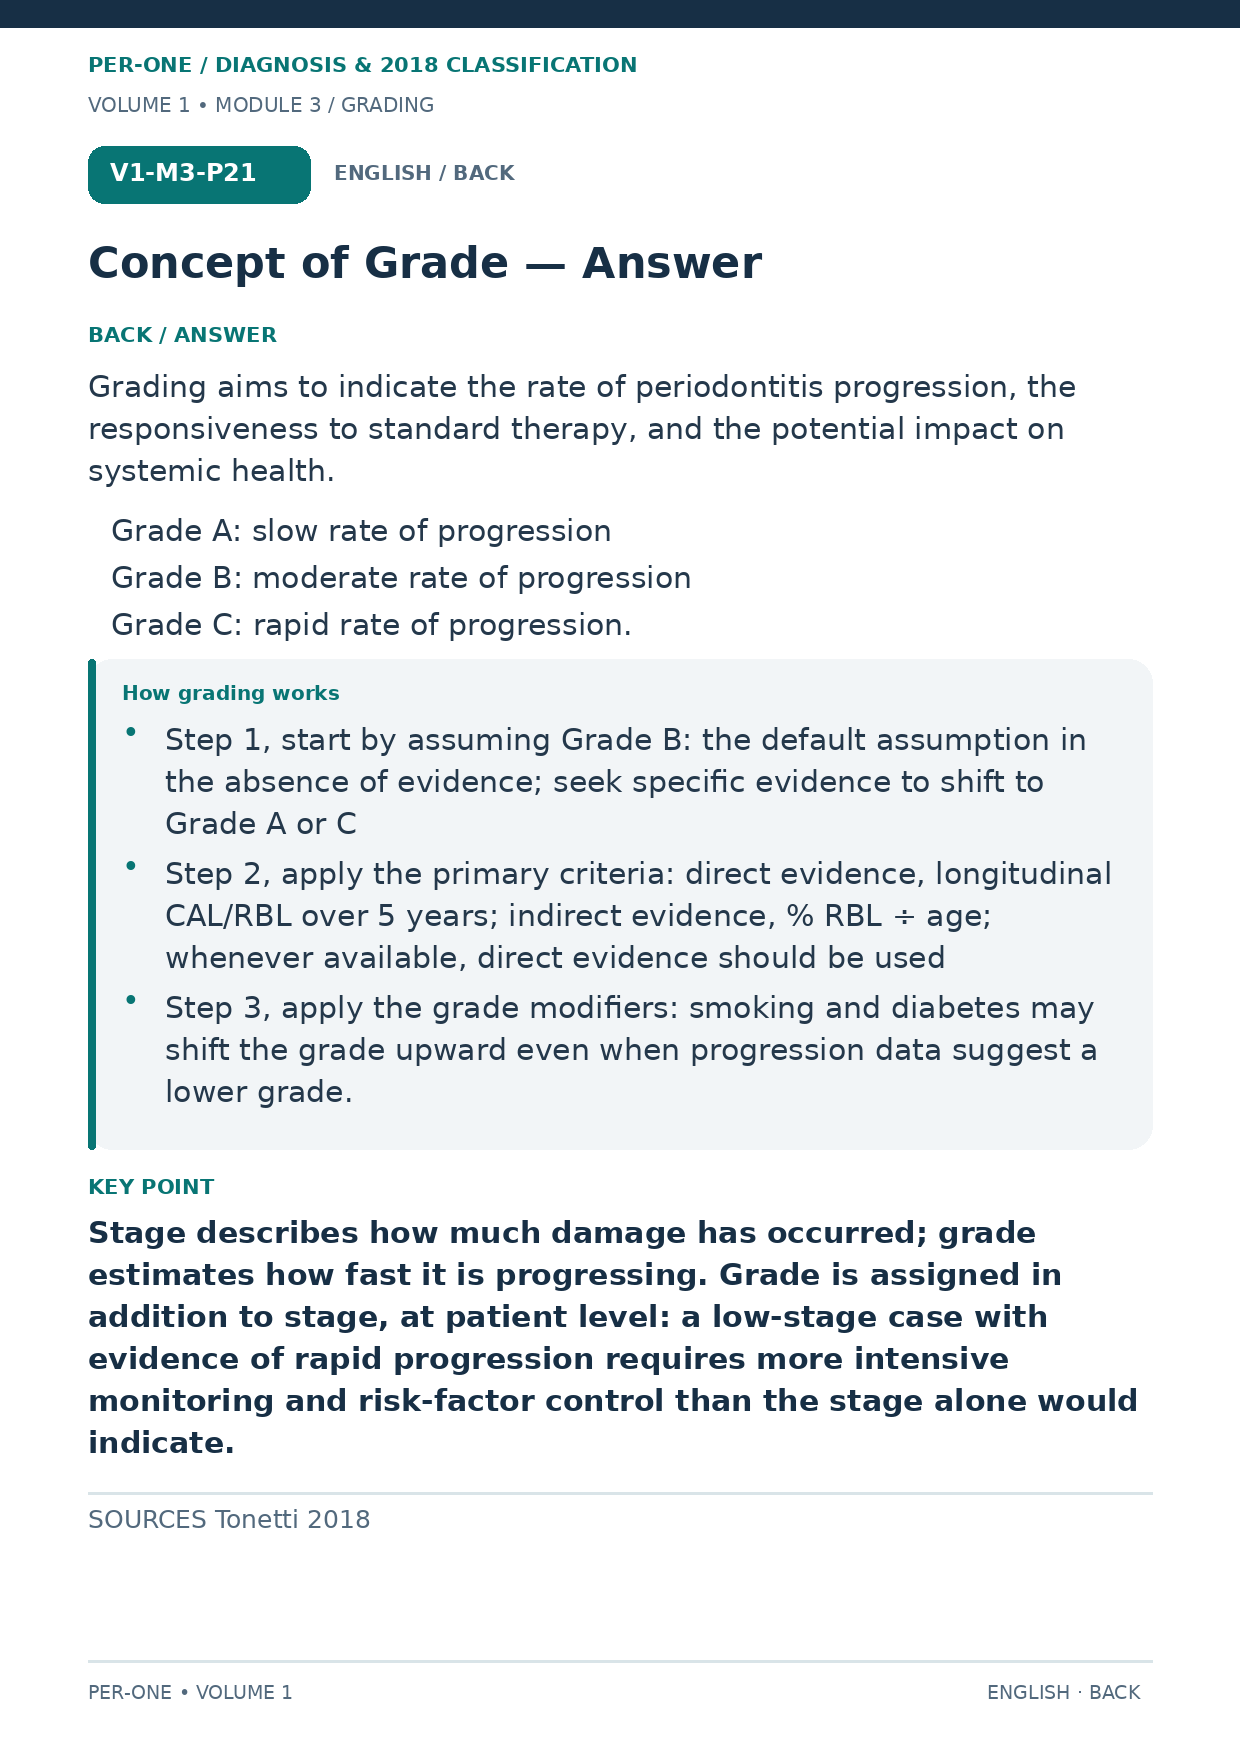 PER-ONE / DIAGNOSIS & 2018 CLASSIFICATION
VOLUME 1 • MODULE 3 / GRADING
V1-M3-P21
ENGLISH / BACK
Concept of Grade — Answer
BACK / ANSWER
Grading aims to indicate the rate of periodontitis progression, the
responsiveness to standard therapy, and the potential impact on
systemic health.
Grade A: slow rate of progression
Grade B: moderate rate of progression
Grade C: rapid rate of progression.
How grading works
• Step 1, start by assuming Grade B: the default assumption in
the absence of evidence; seek specific evidence to shift to
Grade A or C
• Step 2, apply the primary criteria: direct evidence, longitudinal
CAL/RBL over 5 years; indirect evidence, % RBL ÷ age;
whenever available, direct evidence should be used
• Step 3, apply the grade modifiers: smoking and diabetes may
shift the grade upward even when progression data suggest a
lower grade.
KEY POINT
Stage describes how much damage has occurred; grade
estimates how fast it is progressing. Grade is assigned in
addition to stage, at patient level: a low-stage case with
evidence of rapid progression requires more intensive
monitoring and risk-factor control than the stage alone would
indicate.
SOURCES Tonetti 2018
PER-ONE • VOLUME 1
ENGLISH · BACK